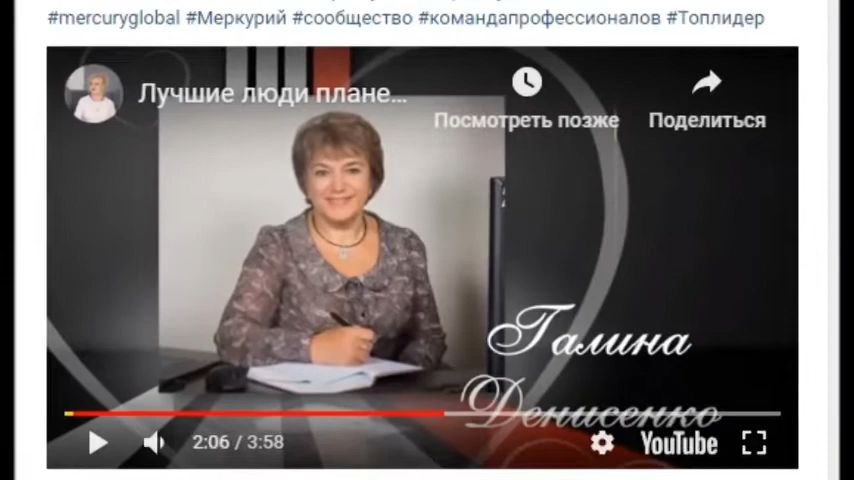 #mercuryglobal #Меркурий #сообщество #командапрофессионалов #Топлидер
Лучшие люди плане...
Посмотреть позже
Поделиться
Галина
Денисенко
2:06 / 3:58
YouTube